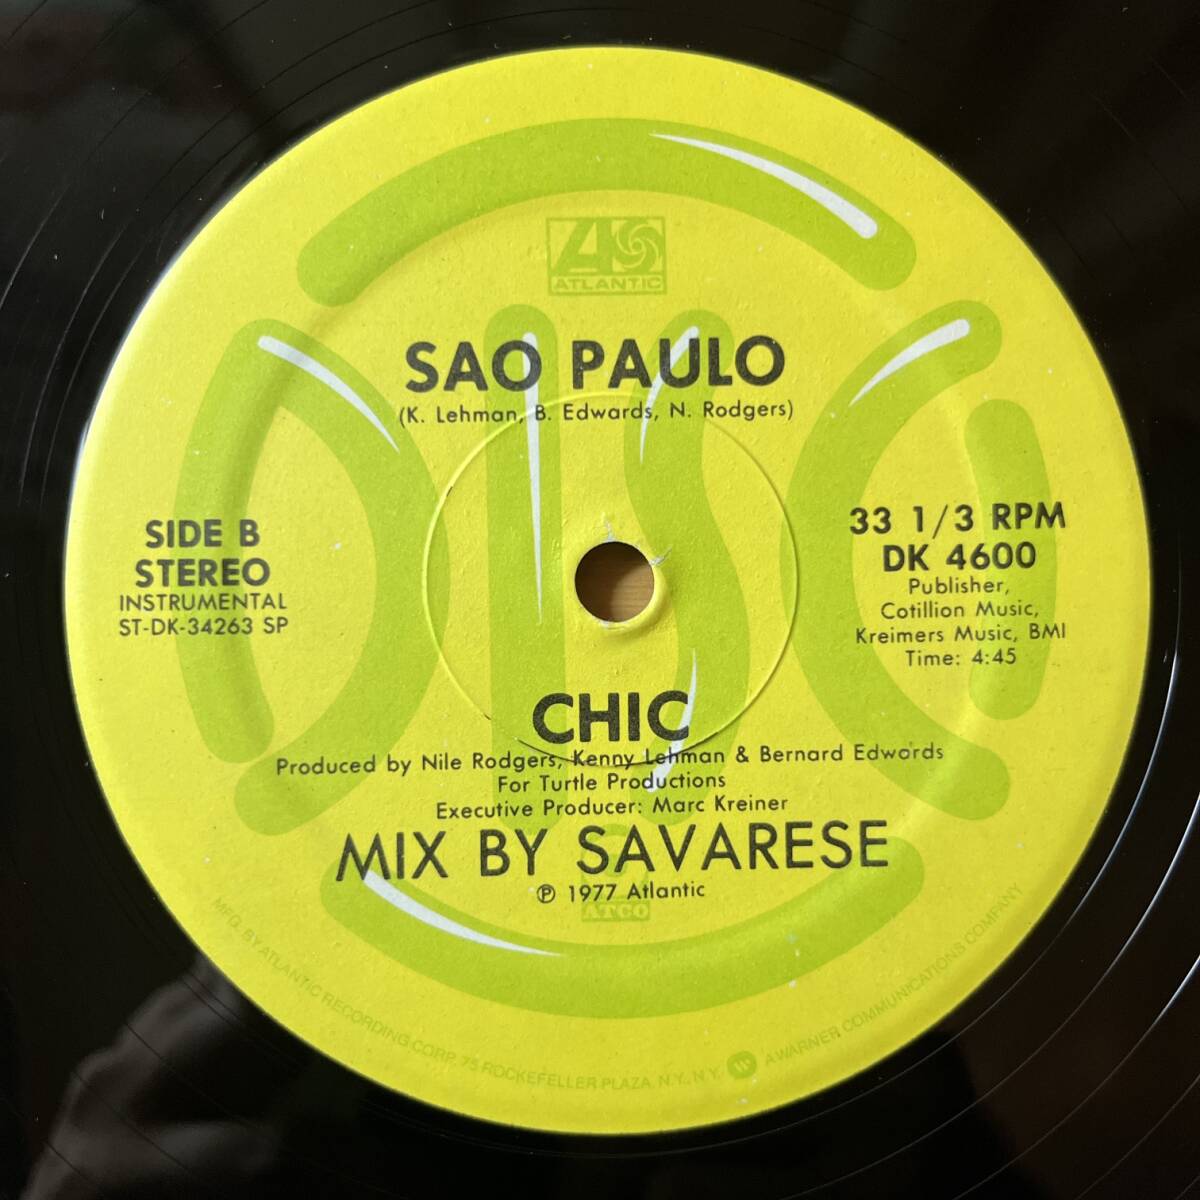 ATLANTIC
SAO PAULO
(K. Lehman, B. Edwards, N. Rodgers)
DISCO
SIDE B
STEREO
INSTRUMENTAL
ST-DK-34263 SP
33 1/3 RPM
DK 4600
Publisher,
Cotillion Music,
Kreimers Music, BMI
Time: 4:45
CHIC
Produced by Nile Rodgers, Kenny Lehman & Bernard Edwards
For Turtle Productions
Executive Producer: Marc Kreiner
MIX BY SAVARESE
℗ 1977 Atlantic
ATCO
MFG. BY ATLANTIC RECORDING CORP., 75 ROCKEFELLER PLAZA, N.Y., N.Y. A WARNER COMMUNICATIONS COMPANY